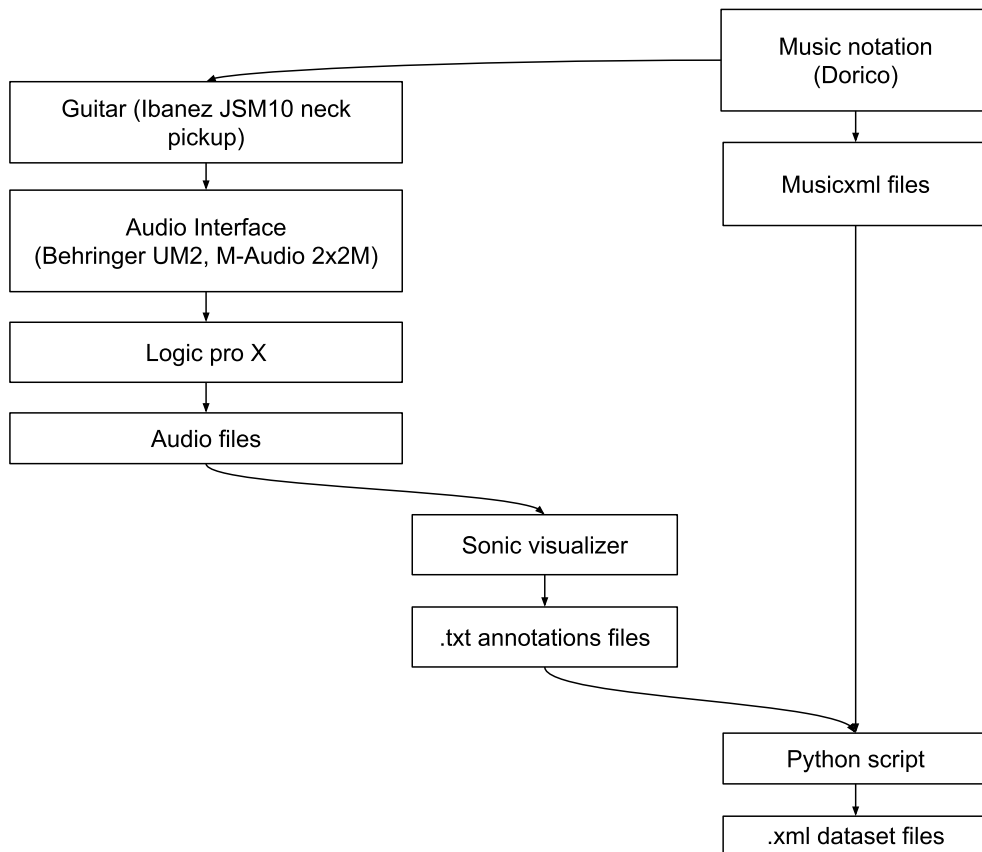 Music notation
(Dorico)
Guitar (Ibanez JSM10 neck
pickup)
Musicxml files
Audio Interface
(Behringer UM2, M-Audio 2x2M)
Logic pro X
Audio files
Sonic visualizer
.txt annotations files
Python script
.xml dataset files